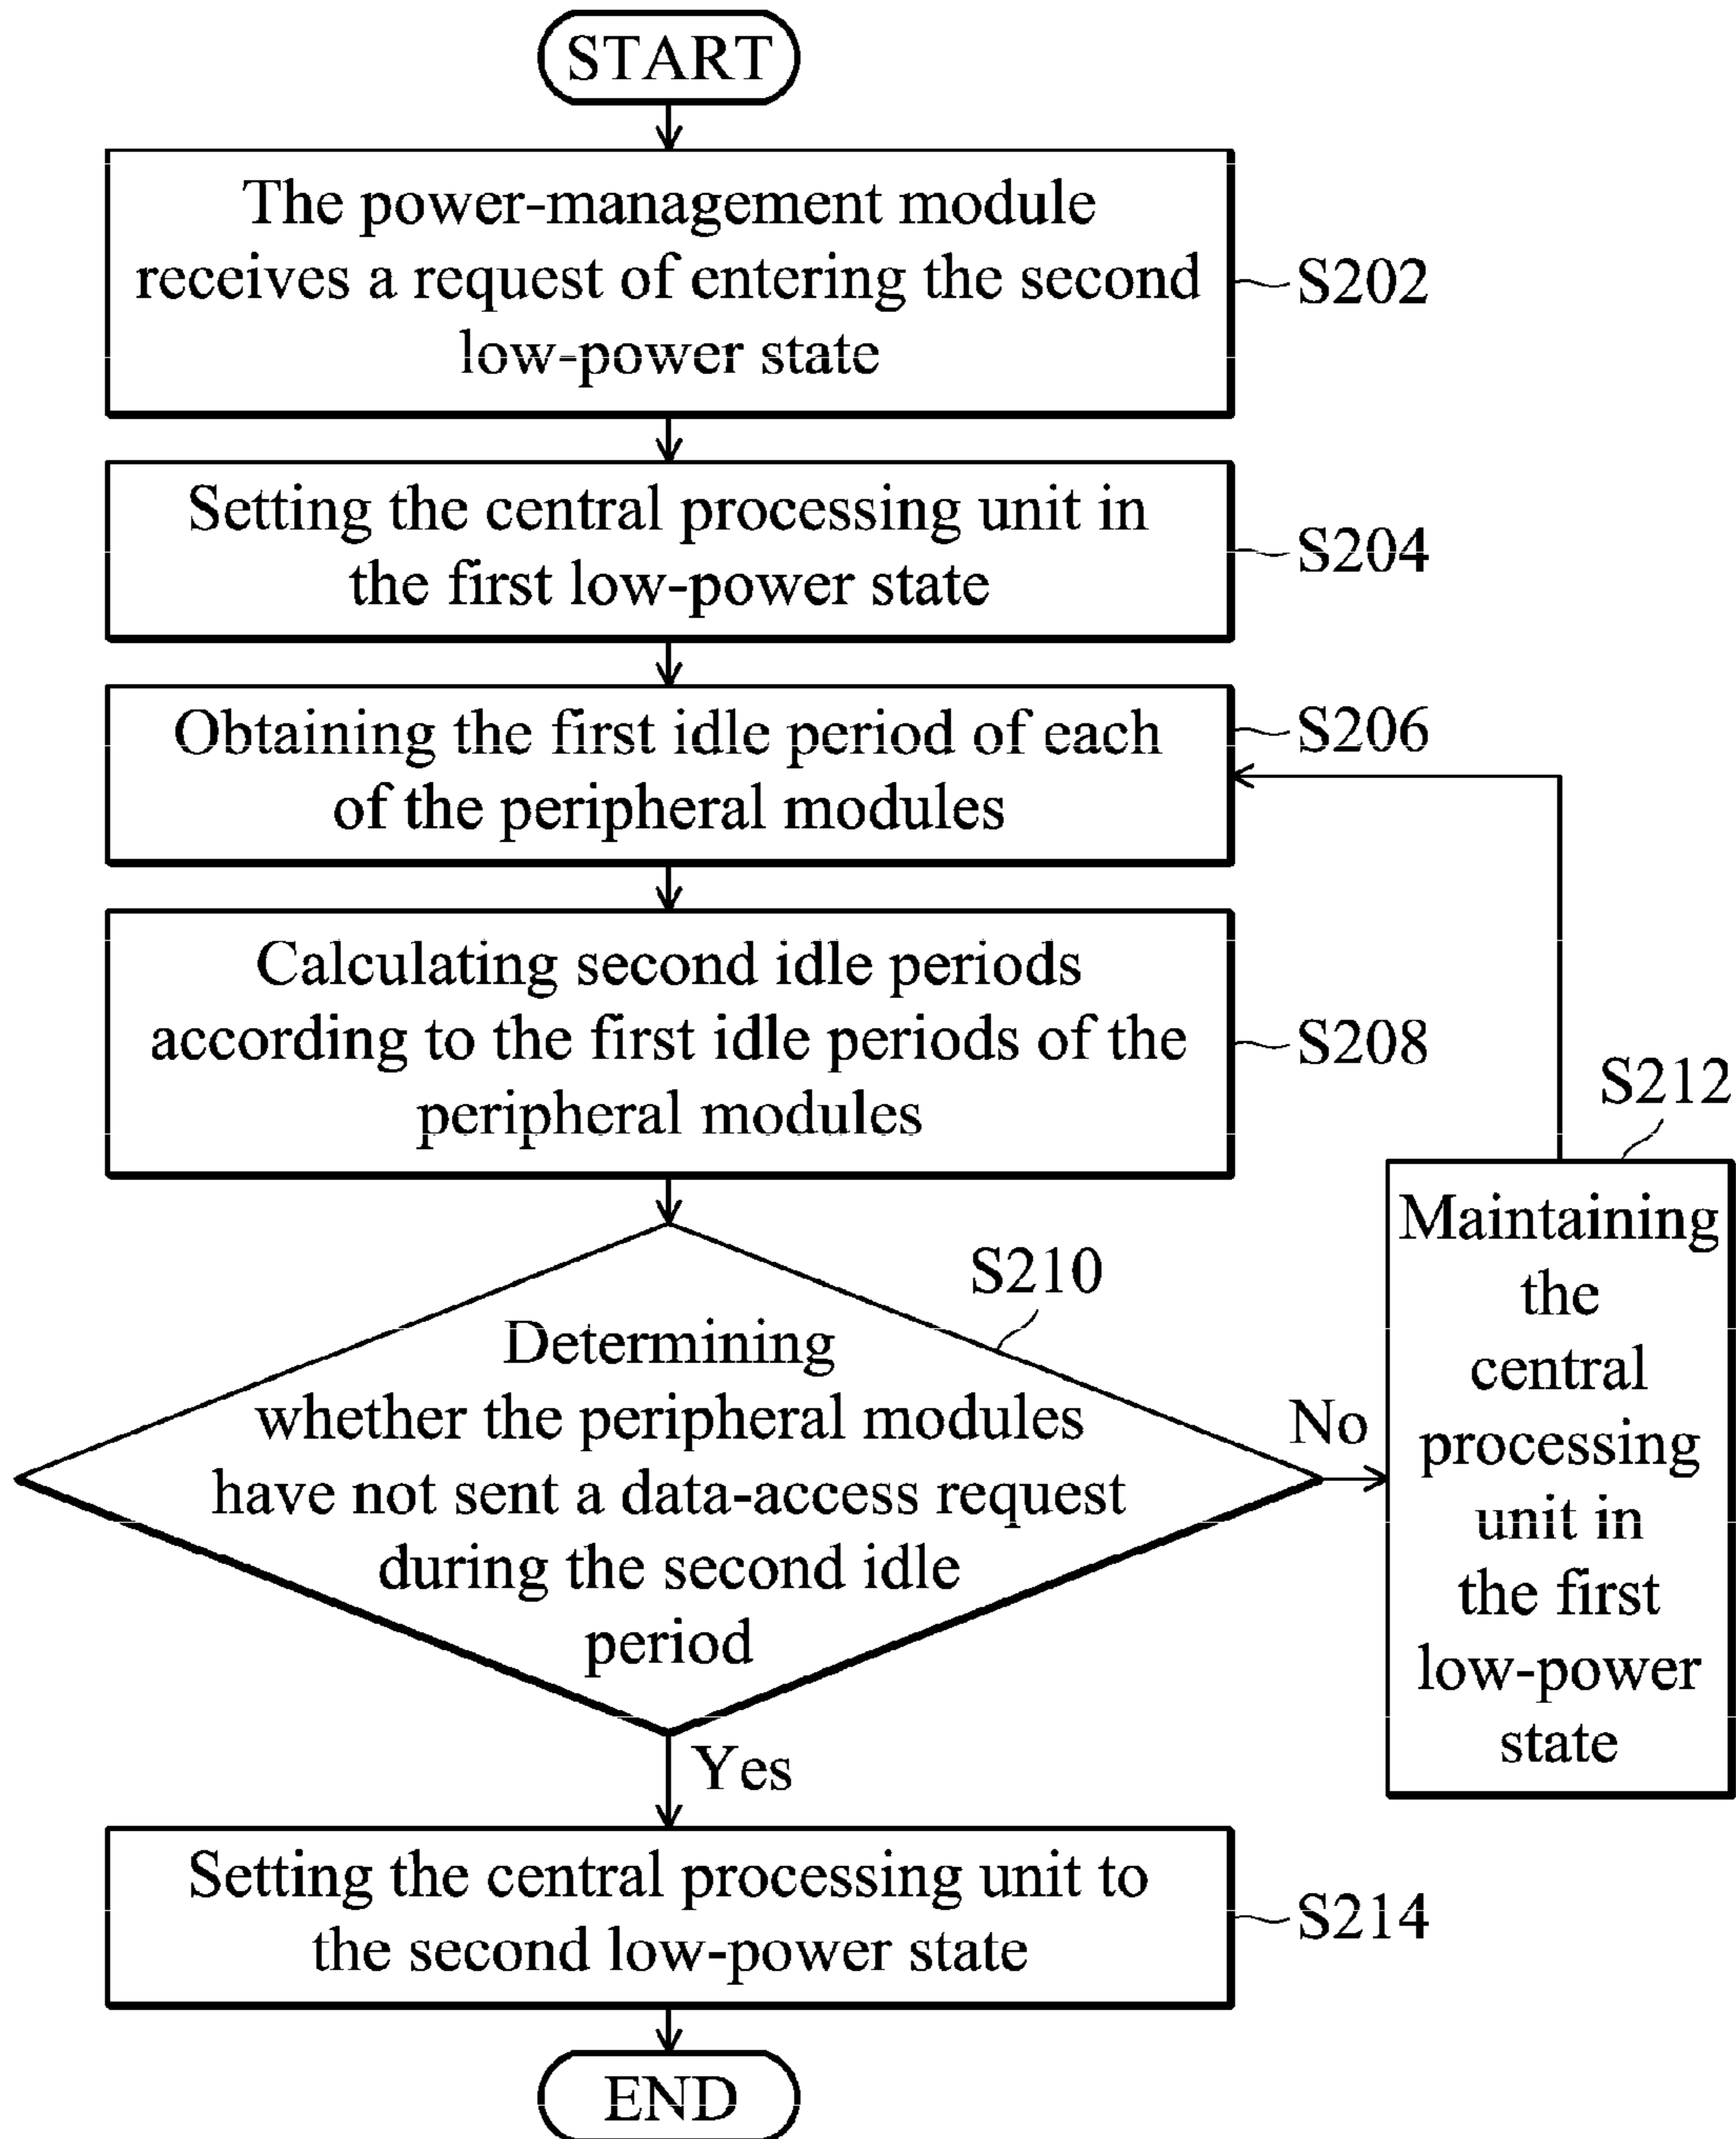 START
The power-management module
receives a request of entering the second
low-power state
S202
Setting the central processing unit in
the first low-power state
S204
Obtaining the first idle period of each
of the peripheral modules
S206
Calculating second idle periods
according to the first idle periods of the
peripheral modules
S208
S210
Determining
whether the peripheral modules
have not sent a data-access request
during the second idle
period
No
S212
Maintaining
the
central
processing
unit in
the first
low-power
state
Yes
Setting the central processing unit to
the second low-power state
S214
END